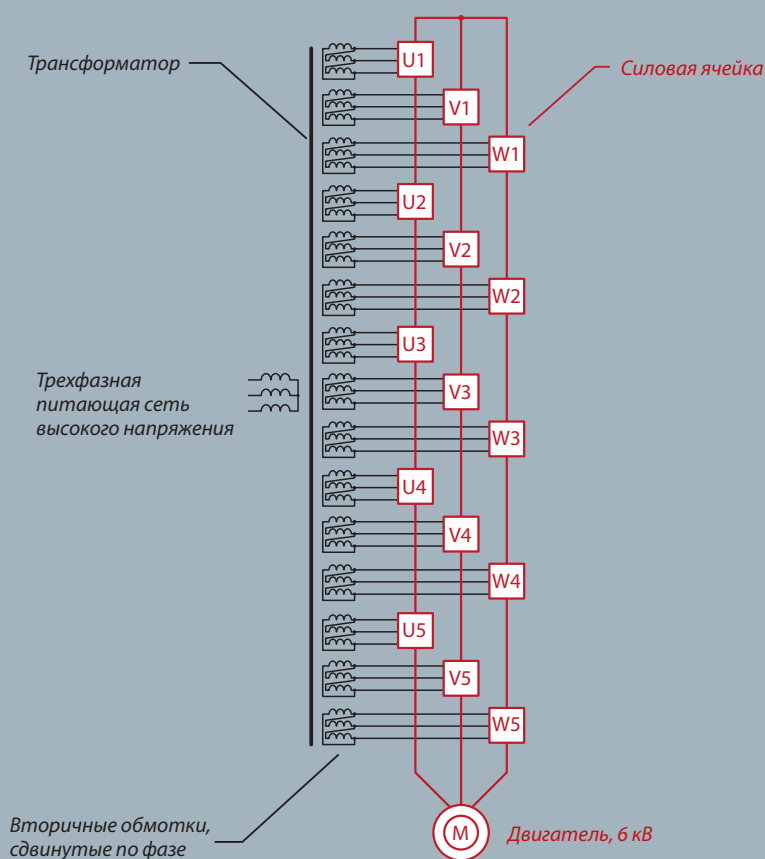 Трансформатор
Силовая ячейка
U1
V1
W1
U2
V2
W2
U3
Трехфазная
питающая сеть
высокого напряжения
V3
W3
U4
V4
W4
U5
V5
W5
Вторичные обмотки,
сдвинутые по фазе
M
Двигатель, 6 кВ